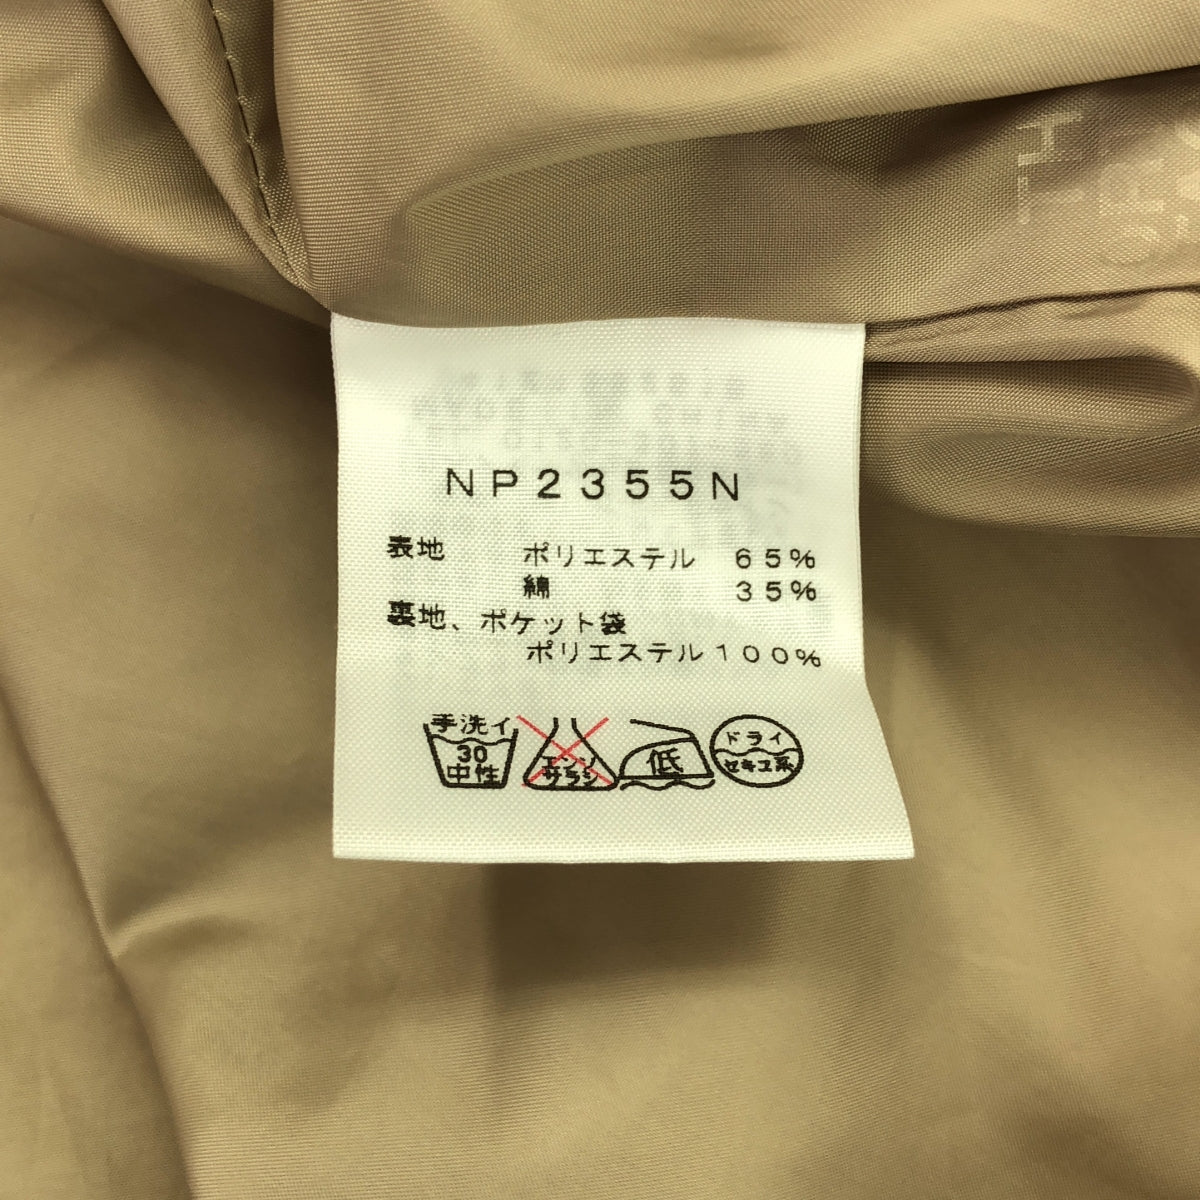 NP2355N
表地 ポリエステル 65%
綿 35%
裏地、ポケット袋
ポリエステル100%
手洗イ
30
中性
エンソ
サラシ
低
ドライ
セキユ系